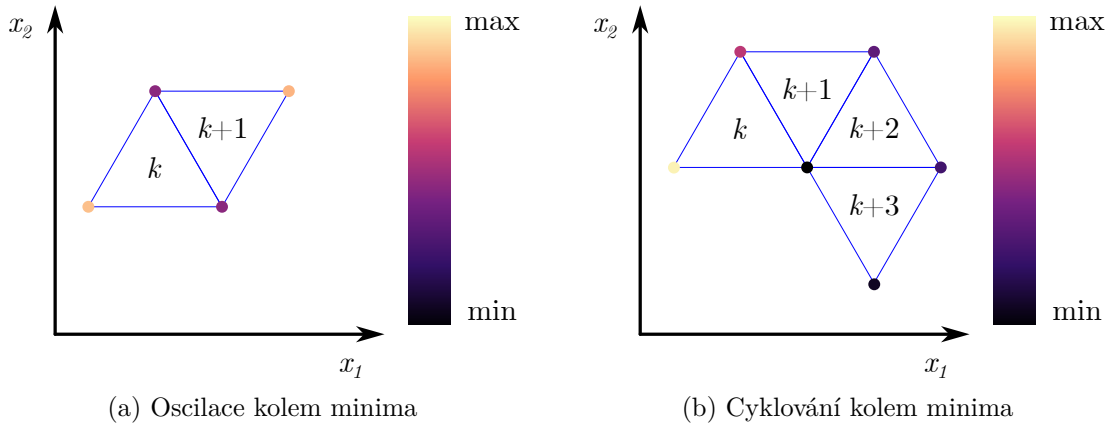 x₂
max
k+1
k
min
x₁
(a) Oscilace kolem minima
x₂
max
k+1
k
k+2
k+3
min
x₁
(b) Cyklování kolem minima